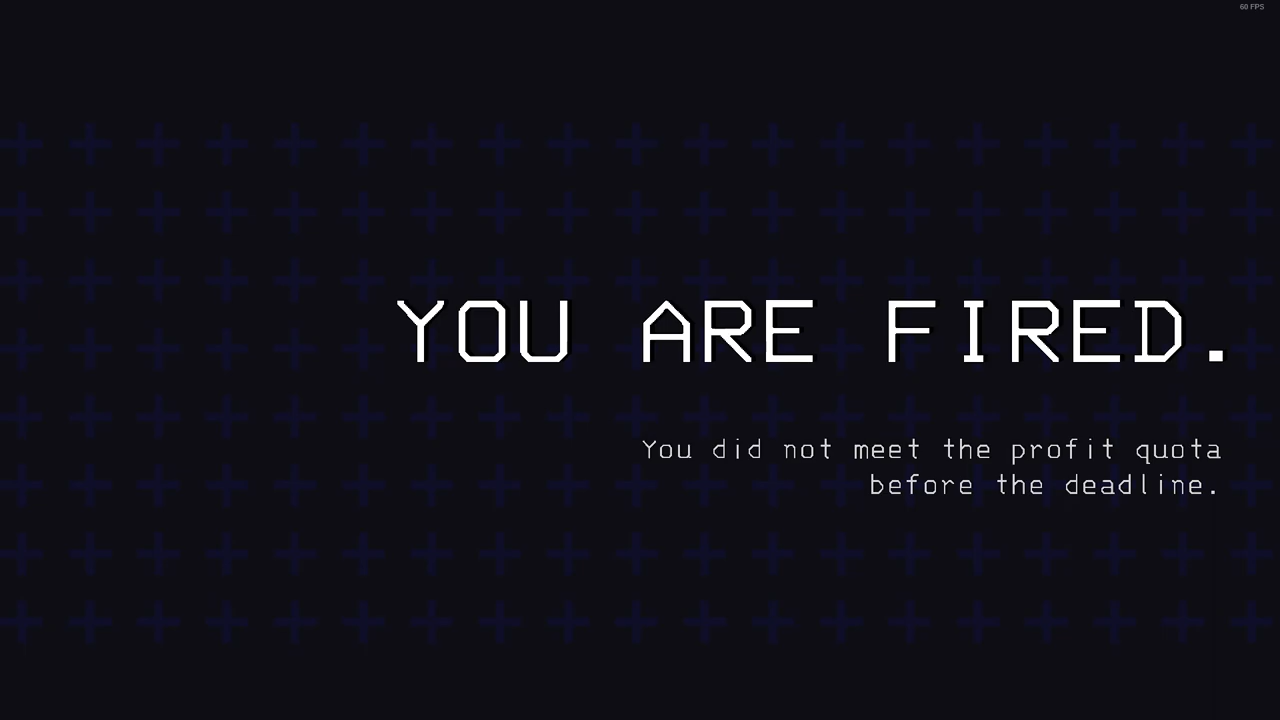 60 FPS
YOU ARE FIRED.
You did not meet the profit quota
before the deadline.